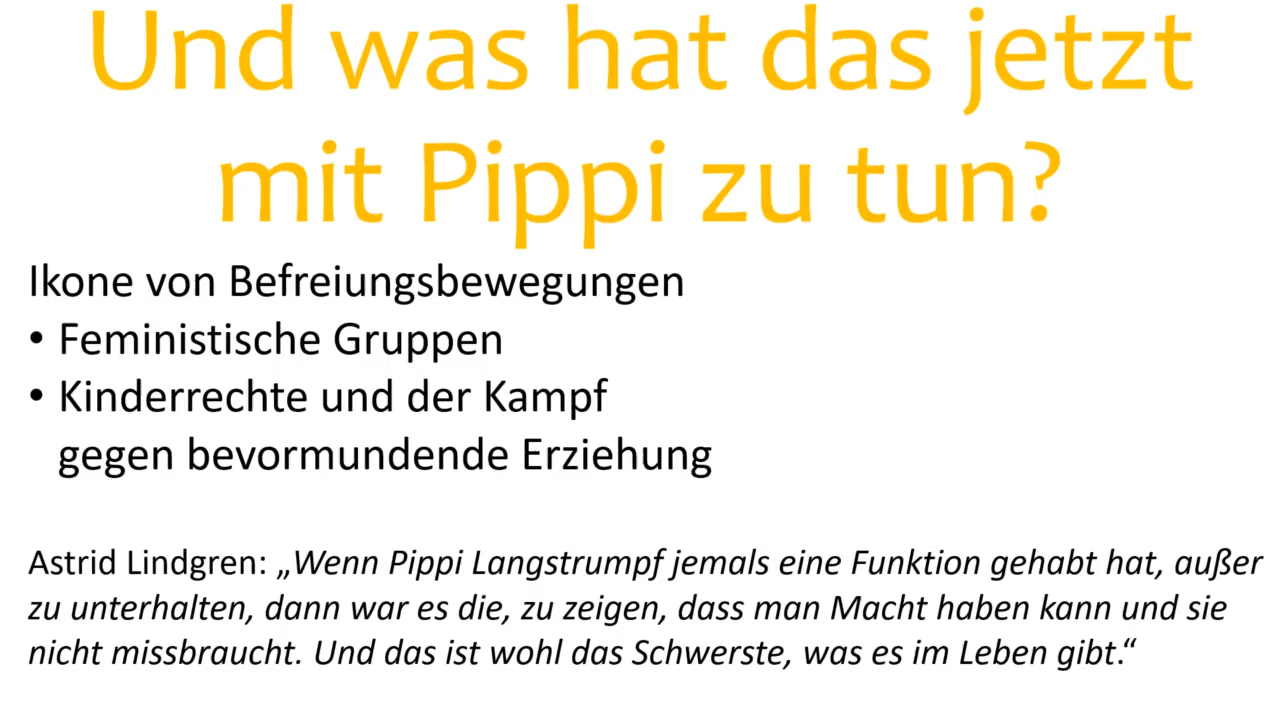 Und was hat das jetzt
mit Pippi zu tun?
Ikone von Befreiungsbewegungen
• Feministische Gruppen
• Kinderrechte und der Kampf
gegen bevormundende Erziehung
Astrid Lindgren: „Wenn Pippi Langstrumpf jemals eine Funktion gehabt hat, außer
zu unterhalten, dann war es die, zu zeigen, dass man Macht haben kann und sie
nicht missbraucht. Und das ist wohl das Schwerste, was es im Leben gibt.“